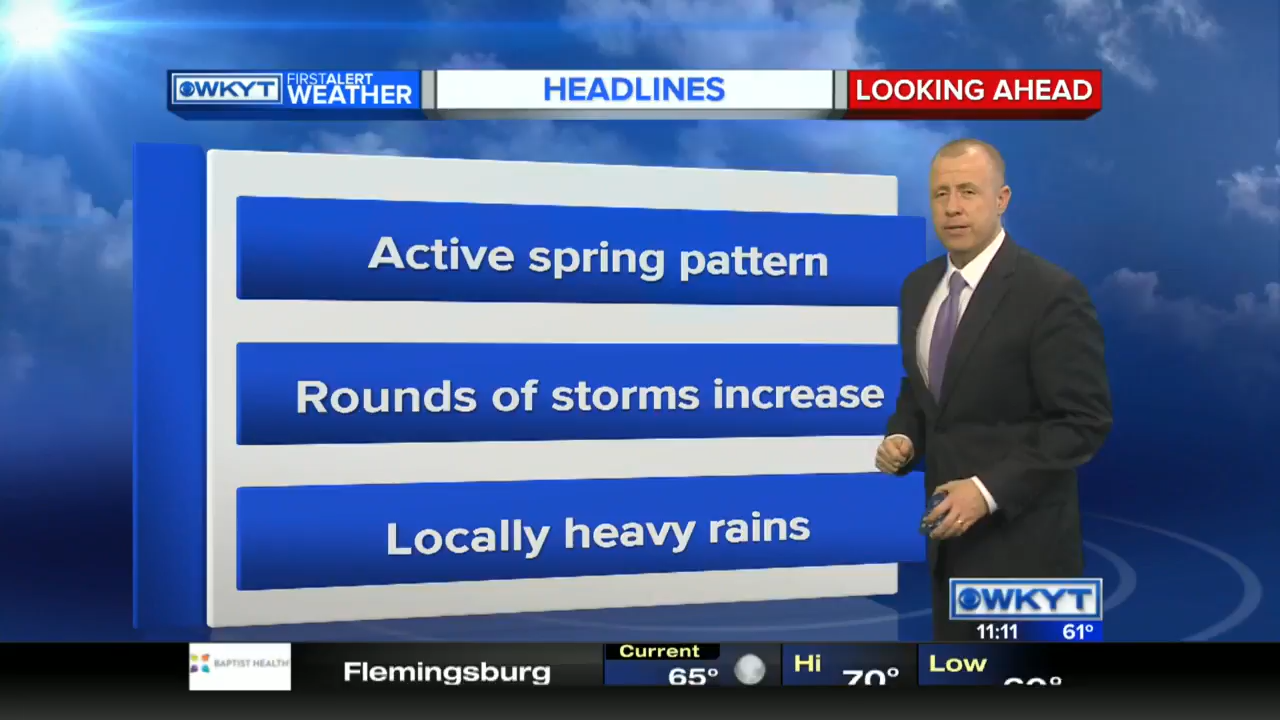 WKYT FIRST ALERT WEATHER
HEADLINES
LOOKING AHEAD
Active spring pattern
Rounds of storms increase
Locally heavy rains
WKYT
11:11 61°
BAPTIST HEALTH
Flemingsburg
Current
65°
Hi
70°
Low